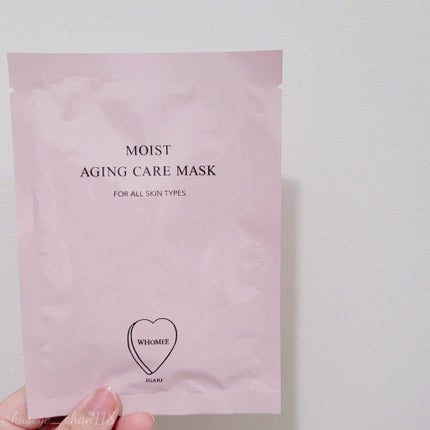 MOIST
AGING CARE MASK
FOR ALL SKIN TYPES
WHOMEE
IGARI